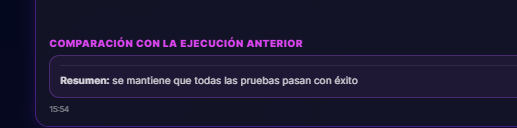 COMPARACIÓN CON LA EJECUCIÓN ANTERIOR
Resumen: se mantiene que todas las pruebas pasan con éxito
15:54